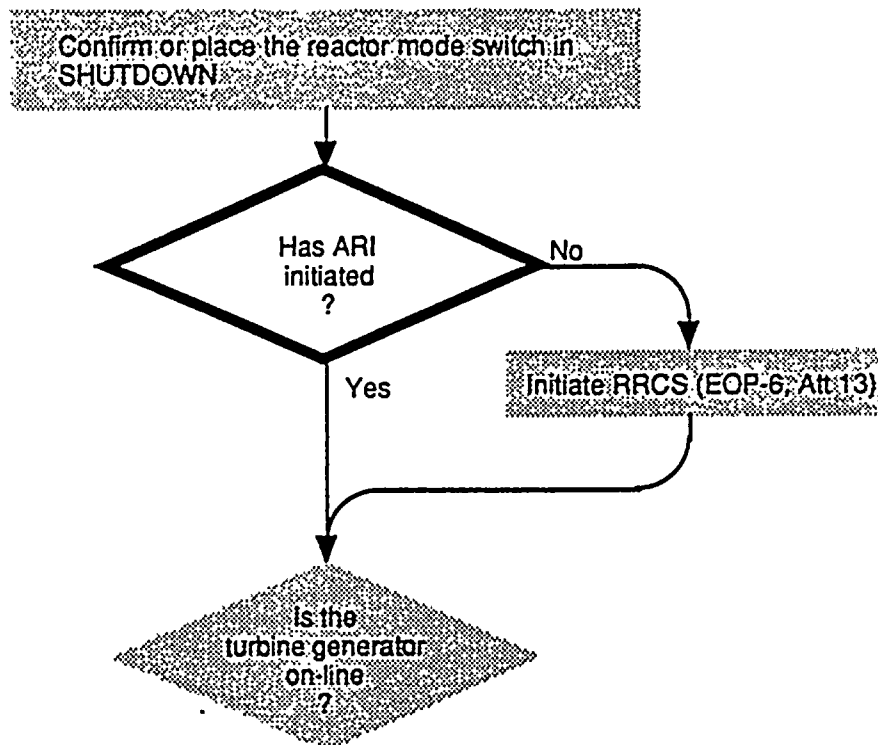 Confirm or place the reactor mode switch in
SHUTDOWN
Has ARI
initiated
?
No
Yes
Initiate RRCS (EOP-6, Att 13)
Is the
turbine generator
on-line
?